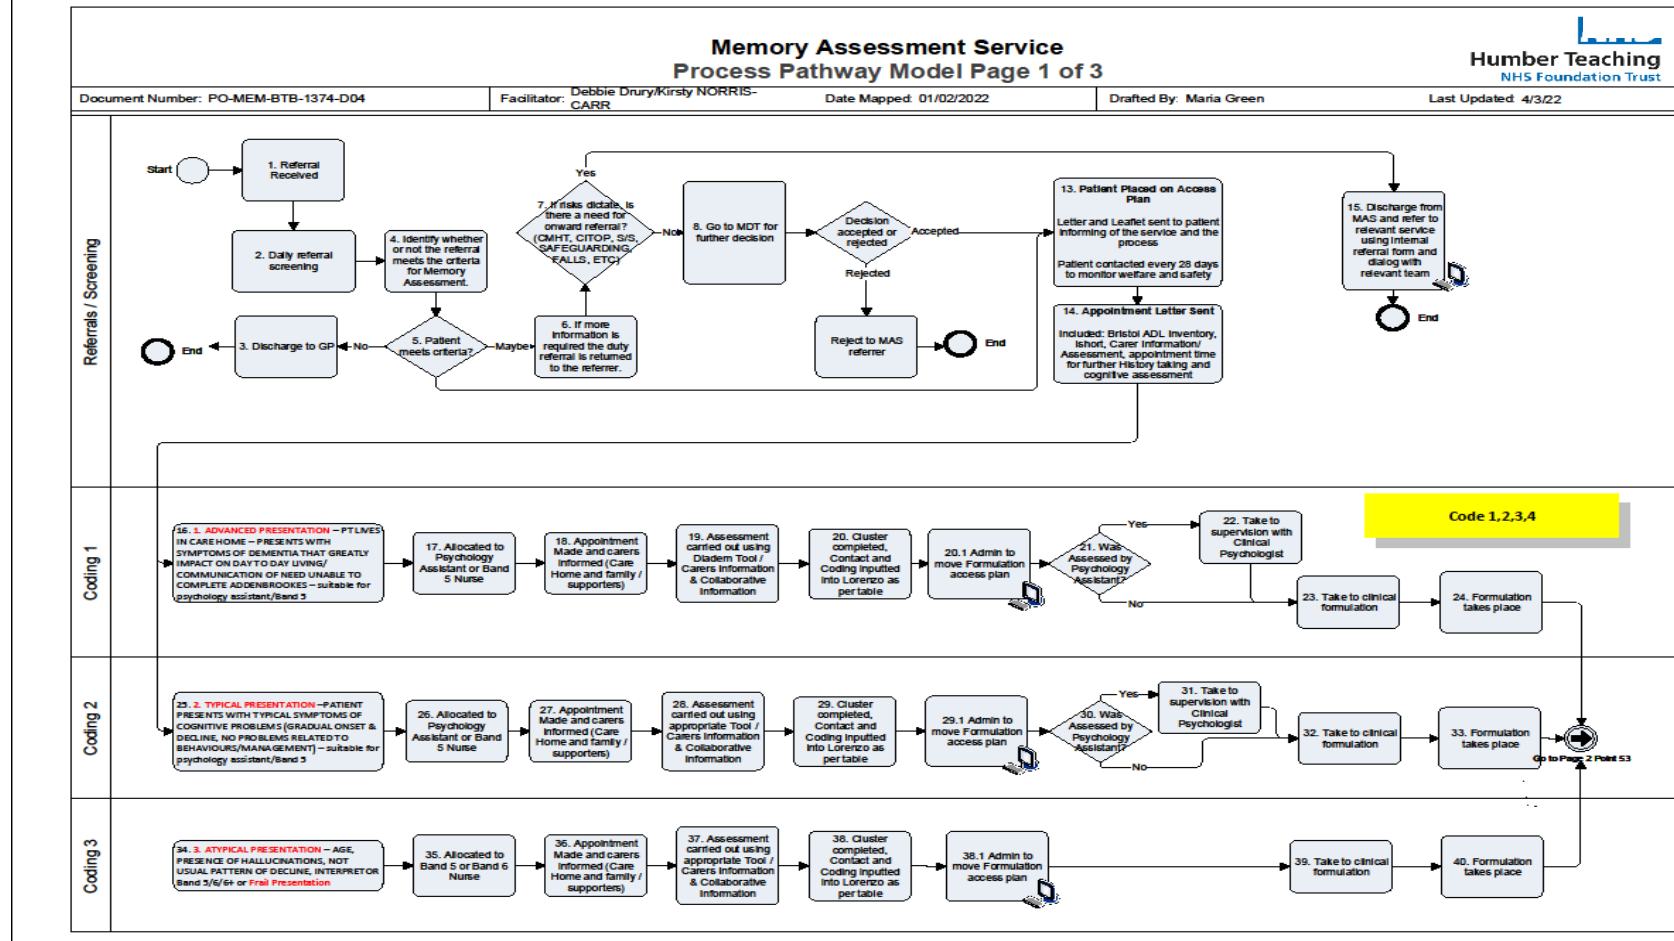 Memory Assessment Service
Process Pathway Model Page 1 of 3
Humber Teaching
NHS Foundation Trust
Document Number: PO-MEM-BTB-1374-D04
Facilitator: Debbie Drury/Kirsty NORRIS-
CARR
Date Mapped: 01/02/2022
Drafted By: Maria Green
Last Updated: 4/3/22
Referrals / Screening
Start
1. Referral
Received
2. Daily referral
screening
4. Identify whether
or not the referral
meets the criteria
for Memory
Assessment.
5. Patient
meets criteria?
No
3. Discharge to GP
End
Maybe
6. If more
information is
required the duty
referral is returned
to the referrer.
7. If risks dictate, is
there a need for
onward referral?
(CMHT, CITOP, S/S,
SAFEGUARDING,
FALLS, ETC)
Yes
No
8. Go to MDT for
further decision
Decision
accepted or
rejected
Accepted
Rejected
Reject to MAS
referrer
End
13. Patient Placed on Access
Plan
Letter and Leaflet sent to patient
informing of the service and the
process
Patient contacted every 28 days
to monitor welfare and safety
14. Appointment Letter Sent
Included: Bristol ADL Inventory,
Ishort, Carer Information/
Assessment, appointment time
for further History taking and
cognitive assessment
15. Discharge from
MAS and refer to
relevant service
using internal
referral form and
dialog with
relevant team
End
Coding 1
Code 1,2,3,4
16. 1. ADVANCED PRESENTATION – PT LIVES
IN CARE HOME – PRESENTS WITH
SYMPTOMS OF DEMENTIA THAT GREATLY
IMPACT ON DAY TO DAY LIVING/
COMMUNICATION OF NEED UNABLE TO
COMPLETE ADDENBROOKES – suitable for
psychology assistant/Band 5
17. Allocated to
Psychology
Assistant or Band
5 Nurse
18. Appointment
Made and carers
informed (Care
Home and family /
supporters)
19. Assessment
carried out using
Diadem Tool /
Carers Information
& Collaborative
Information
20. Cluster
completed,
Contact and
Coding Inputted
into Lorenzo as
per table
20.1 Admin to
move Formulation
access plan
21. Was
Assessed by
Psychology
Assistant?
Yes
No
22. Take to
supervision with
Clinical
Psychologist
23. Take to clinical
formulation
24. Formulation
takes place
Coding 2
25. 2. TYPICAL PRESENTATION –PATIENT
PRESENTS WITH TYPICAL SYMPTOMS OF
COGNITIVE PROBLEMS (GRADUAL ONSET &
DECLINE, NO PROBLEMS RELATED TO
BEHAVIOURS/MANAGEMENT) – suitable for
psychology assistant/Band 5
26. Allocated to
Psychology
Assistant or Band
5 Nurse
27. Appointment
Made and carers
informed (Care
Home and family /
supporters)
28. Assessment
carried out using
appropriate Tool /
Carers Information
& Collaborative
Information
29. Cluster
completed,
Contact and
Coding Inputted
into Lorenzo as
per table
29.1 Admin to
move Formulation
access plan
30. Was
Assessed by
Psychology
Assistant?
Yes
No
31. Take to
supervision with
Clinical
Psychologist
32. Take to clinical
formulation
33. Formulation
takes place
Go to Page 2 Point 53
Coding 3
34. 3. ATYPICAL PRESENTATION – AGE,
PRESENCE OF HALLUCINATIONS, NOT
USUAL PATTERN OF DECLINE, INTERPRETOR
Band 5/6/6+ or Frail Presentation
35. Allocated to
Band 5 or Band 6
Nurse
36. Appointment
Made and carers
informed (Care
Home and family /
supporters)
37. Assessment
carried out using
appropriate Tool /
Carers Information
& Collaborative
Information
38. Cluster
completed,
Contact and
Coding Inputted
into Lorenzo as
per table
38.1 Admin to
move Formulation
access plan
39. Take to clinical
formulation
40. Formulation
takes place